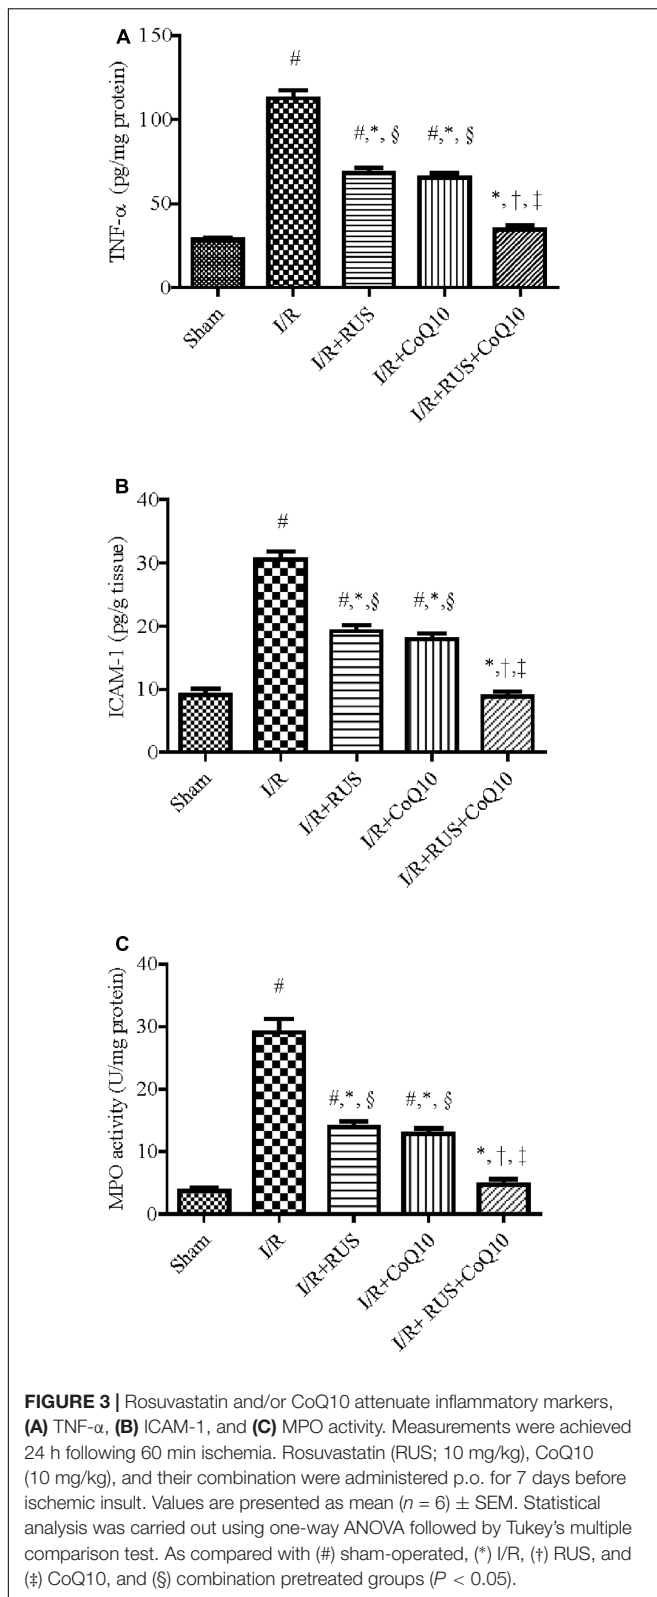 A
TNF-α (pg/mg protein)
150
100
50
0
#
#,*, §
#,*, §
*, †, ‡
Sham
I/R
I/R+RUS
I/R+CoQ10
I/R+RUS+CoQ10
B
ICAM-1 (pg/g tissue)
40
30
20
10
0
#
#,*,§
#,*,§
*,†,‡
Sham
I/R
I/R+RUS
I/R+CoQ10
I/R+RUS+CoQ10
C
MPO activity (U/mg protein)
40
30
20
10
0
#
#,*, §
#,*, §
*, †, ‡
Sham
I/R
I/R+RUS
I/R+CoQ10
I/R+ RUS+CoQ10
FIGURE 3 | Rosuvastatin and/or CoQ10 attenuate inflammatory markers,
(A) TNF-α, (B) ICAM-1, and (C) MPO activity. Measurements were achieved
24 h following 60 min ischemia. Rosuvastatin (RUS; 10 mg/kg), CoQ10
(10 mg/kg), and their combination were administered p.o. for 7 days before
ischemic insult. Values are presented as mean (n = 6) ± SEM. Statistical
analysis was carried out using one-way ANOVA followed by Tukey's multiple
comparison test. As compared with (#) sham-operated, (*) I/R, (†) RUS, and
(‡) CoQ10, and (§) combination pretreated groups (P < 0.05).